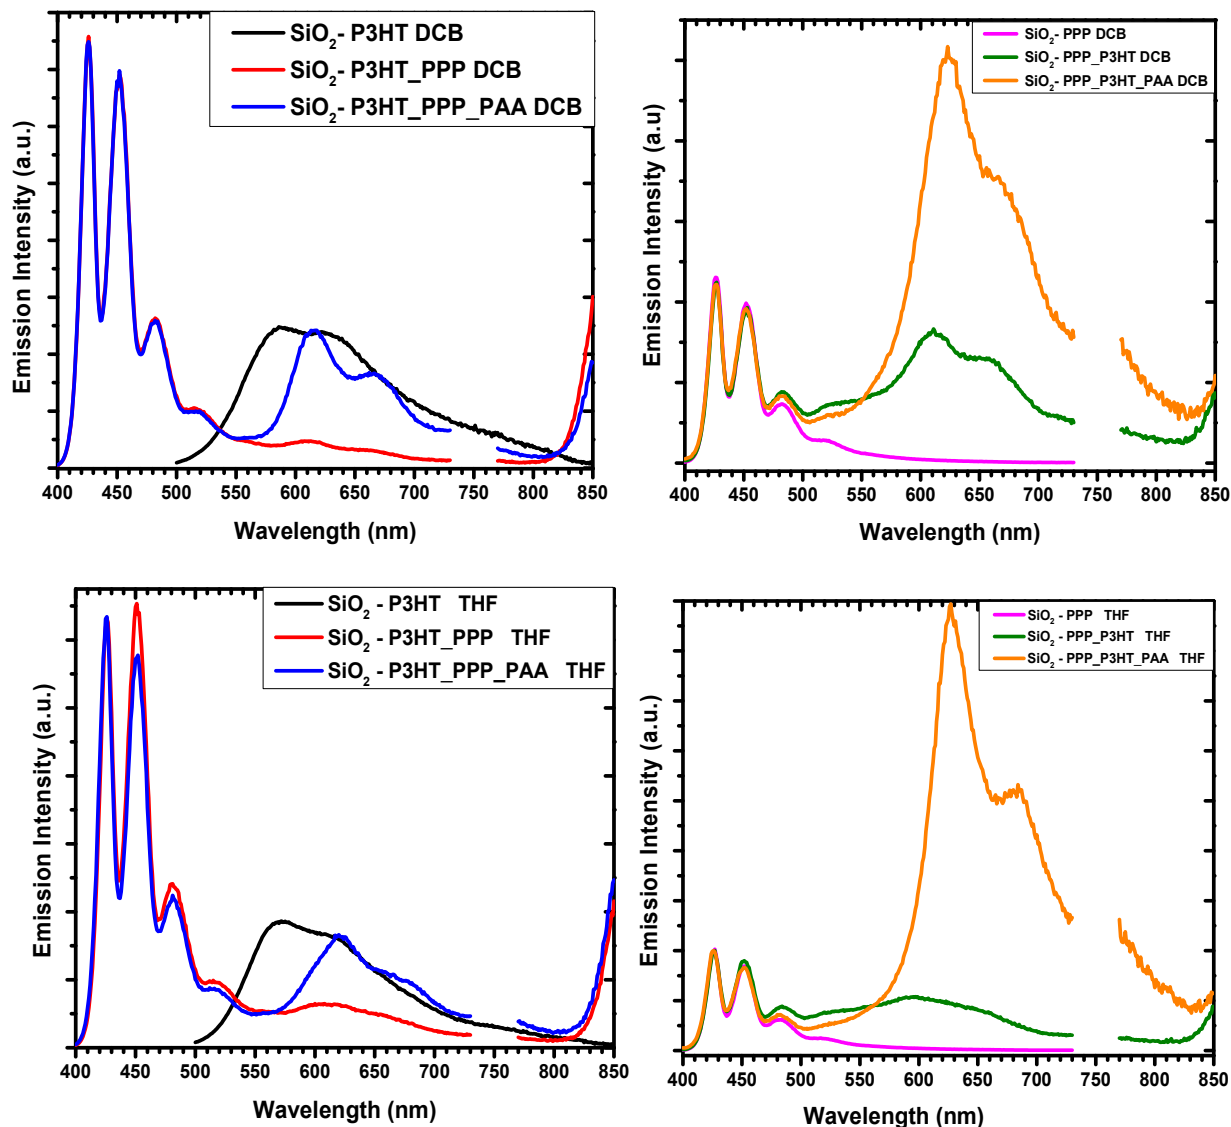 SiO2- P3HT DCB
SiO2- P3HT_PPP DCB
SiO2- P3HT_PPP_PAA DCB
Emission Intensity (a.u.)
400 450 500 550 600 650 700 750 800 850
Wavelength (nm)
SiO2- PPP DCB
SiO2- PPP_P3HT DCB
SiO2- PPP_P3HT_PAA DCB
Emission Intensity (a.u)
400 450 500 550 600 650 700 750 800 850
Wavelength (nm)
SiO2 - P3HT THF
SiO2 - P3HT_PPP THF
SiO2 - P3HT_PPP_PAA THF
Emission Intensity (a.u.)
400 450 500 550 600 650 700 750 800 850
Wavelength (nm)
SiO2 - PPP THF
SiO2 - PPP_P3HT THF
SiO2 - PPP_P3HT_PAA THF
Emission Intensity (a.u.)
400 450 500 550 600 650 700 750 800 850
Wavelength (nm)